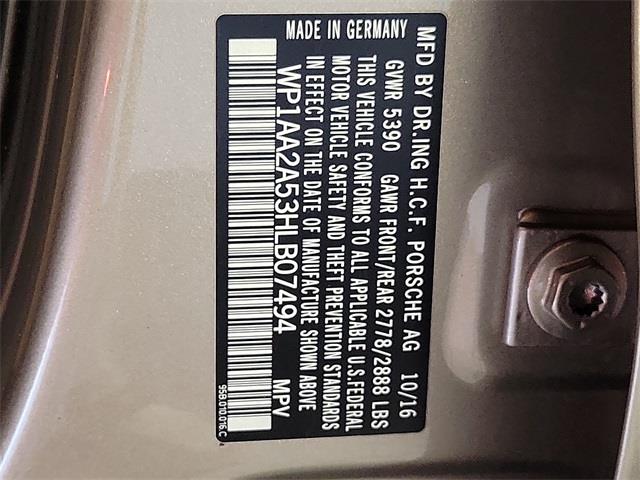 MFD BY DR.ING H.C.F. PORSCHE AG 10/16
GVWR 5390 GAWR FRONT/REAR 2778/2888 LBS
THIS VEHICLE CONFORMS TO ALL APPLICABLE U.S.FEDERAL
MOTOR VEHICLE SAFETY AND THEFT PREVENTION STANDARDS
IN EFFECT ON THE DATE OF MANUFACTURE SHOWN ABOVE
WP1AA2A53HLB07494 MPV
MADE IN GERMANY
95B.010.016.C